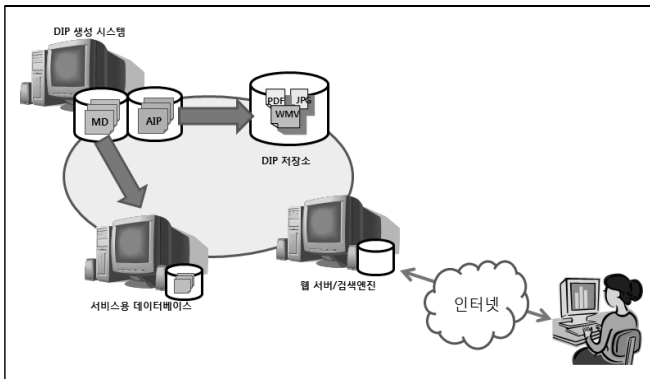 DIP 생성 시스템
MD
AIP
PDF
JPG
WMV
DIP 저장소
서비스용 데이터베이스
웹 서버/검색엔진
인터넷